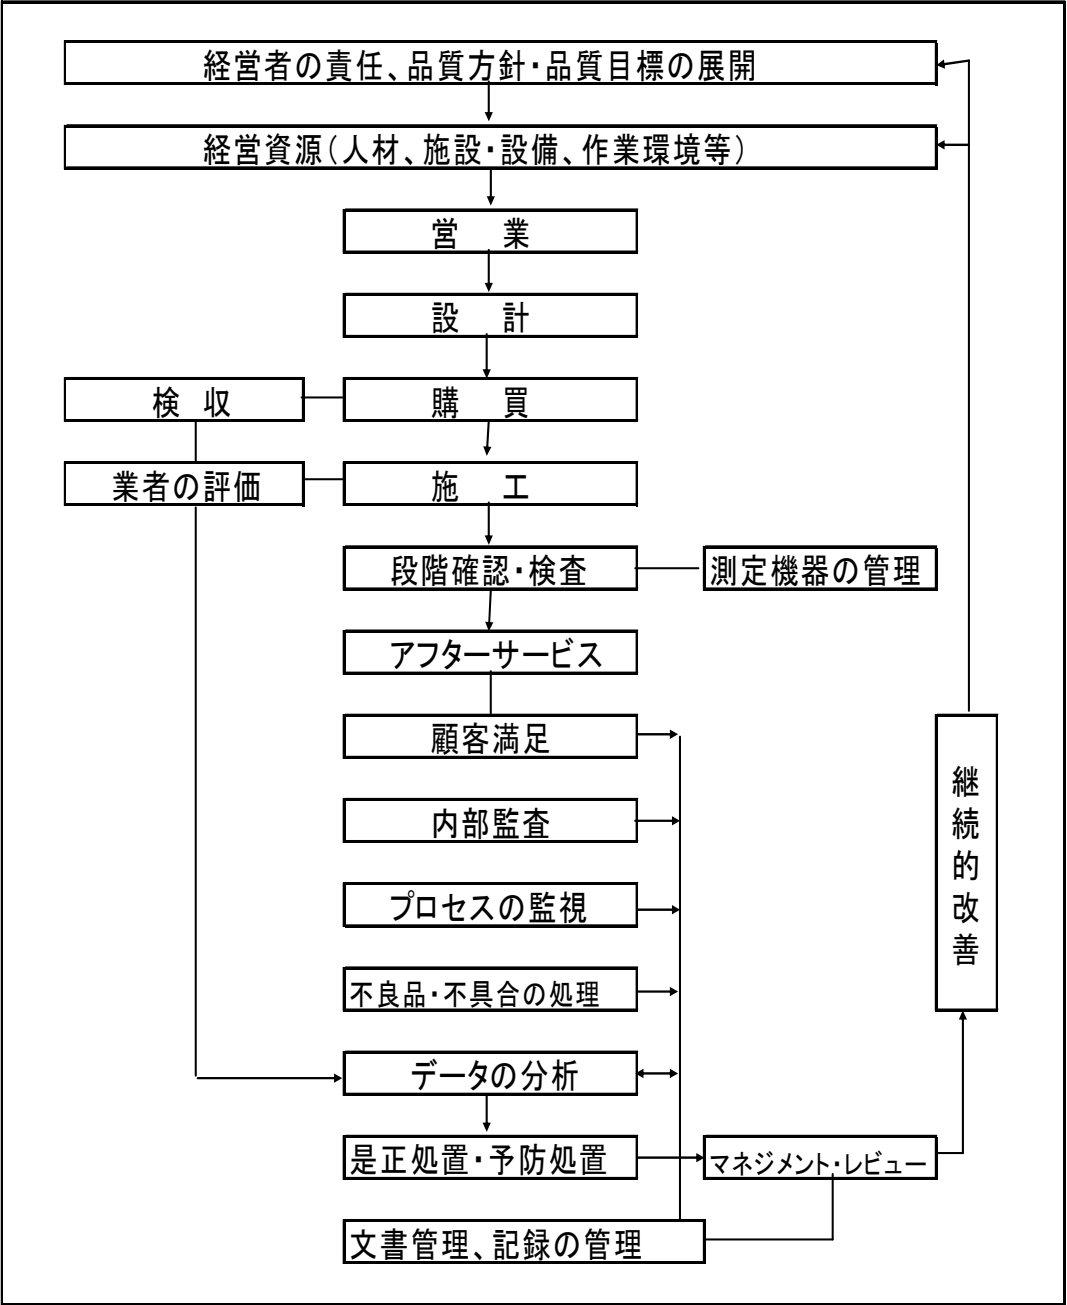 経営者の責任、品質方針・品質目標の展開
経営資源(人材、施設・設備、作業環境等)
営 業
設 計
検 収
購 買
業者の評価
施 工
段階確認・検査
測定機器の管理
アフターサービス
顧客満足
内部監査
プロセスの監視
不良品・不具合の処理
データの分析
是正処置・予防処置
マネジメント・レビュー
文書管理、記録の管理
継続的改善